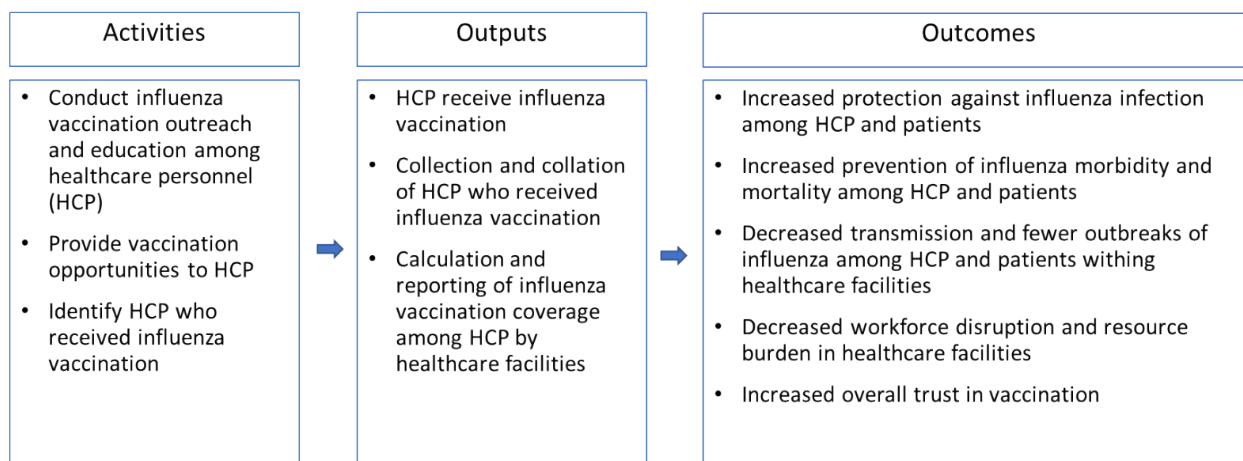 Activities
• Conduct influenza
vaccination outreach
and education among
healthcare personnel
(HCP)
• Provide vaccination
opportunities to HCP
• Identify HCP who
received influenza
vaccination
Outputs
• HCP receive influenza
vaccination
• Collection and collation
of HCP who received
influenza vaccination
• Calculation and
reporting of influenza
vaccination coverage
among HCP by
healthcare facilities
Outcomes
• Increased protection against influenza infection
among HCP and patients
• Increased prevention of influenza morbidity and
mortality among HCP and patients
• Decreased transmission and fewer outbreaks of
influenza among HCP and patients withing
healthcare facilities
• Decreased workforce disruption and resource
burden in healthcare facilities
• Increased overall trust in vaccination